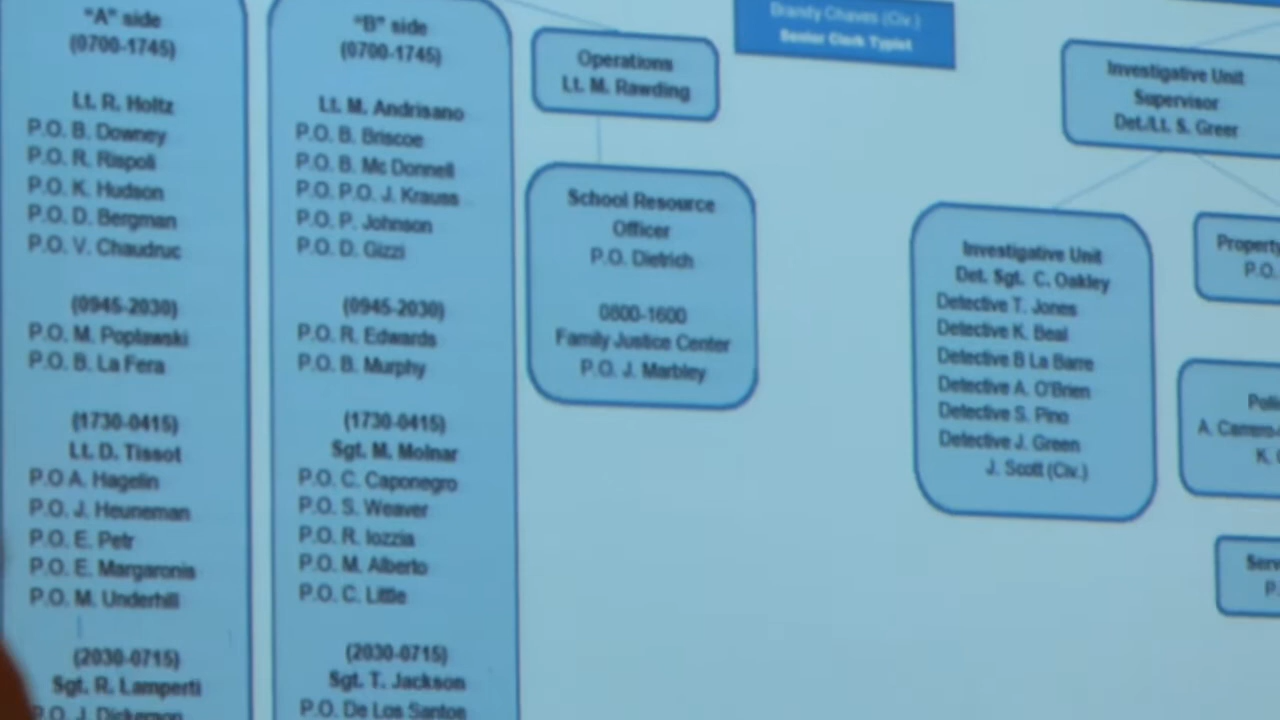 "A" side
(0700-1745)
Lt. R. Holtz
P.O. B. Downey
P.O. R. Rispoli
P.O. K. Hudson
P.O. D. Bergman
P.O. V. Chaudruc
(0945-2030)
P.O. M. Poplawski
P.O. B. La Fera
(1730-0415)
Lt. D. Tissot
P.O A. Hagelin
P.O. J. Heuneman
P.O. E. Petr
P.O. E. Margaronis
P.O. M. Underhill
(2030-0715)
Sgt. R. Lamperti
P.O. J. Dickerson
"B" side
(0700-1745)
Lt. M. Andrisano
P.O. B. Briscoe
P.O. B. Mc Donnell
P.O. P.O. J. Krauss
P.O. P. Johnson
P.O. D. Gizzi
(0945-2030)
P.O. R. Edwards
P.O. B. Murphy
(1730-0415)
Sgt. M. Molnar
P.O. C. Caponegro
P.O. S. Weaver
P.O. R. Iozzia
P.O. M. Alberto
P.O. C. Little
(2030-0715)
Sgt. T. Jackson
P.O. De Los Santos
Operations
Lt. M. Rawding
School Resource
Officer
P.O. Dietrich
0800-1600
Family Justice Center
P.O. J. Marbley
Brandy Chaves (Civ.)
Senior Clerk Typist
Investigative Unit
Supervisor
Det./Lt. S. Greer
Investigative Unit
Det. Sgt. C. Oakley
Detective T. Jones
Detective K. Beal
Detective B La Barre
Detective A. O'Brien
Detective S. Pino
Detective J. Green
J. Scott (Civ.)
Property
P.O.
A.
K.